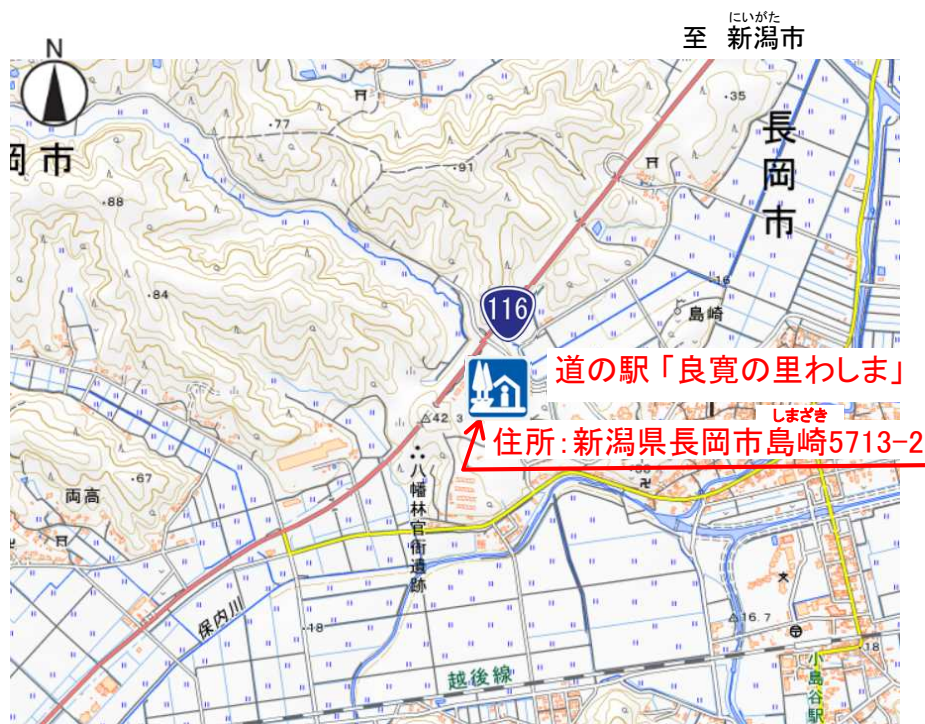 にいがた
至 新潟市
N
岡市
長岡市
・77
・35
・91
・88
・84
・16
116
島崎
道の駅「良寛の里わしま」
しまざき
住所:新潟県長岡市島崎5713-2
△42.3
・67
両高
八幡林官衙遺跡
保内川
・18
△16.7
・18
越後線
小島谷駅